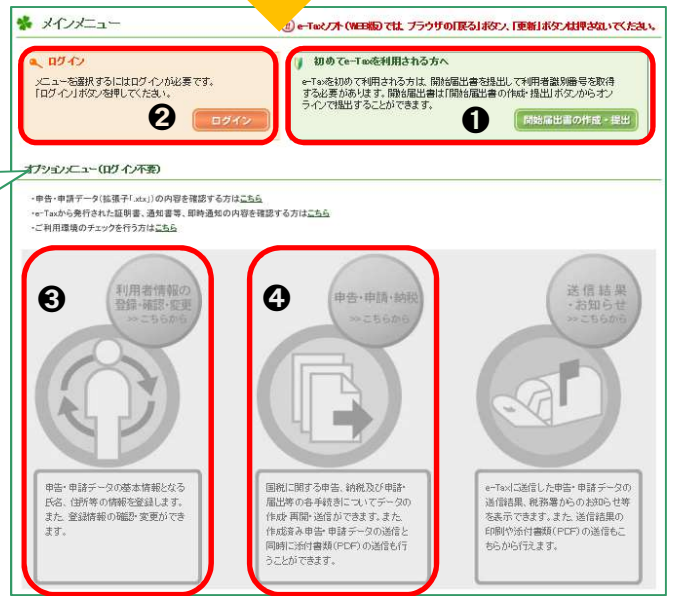 メインメニュー
(!) e-Taxソフト(WEB版)では、ブラウザの「戻る」ボタン、「更新」ボタンは押さないでください。
ログイン
メニューを選択するにはログインが必要です。
「ログイン」ボタンを押してください。
❷
ログイン
初めてe-Taxを利用される方へ
e-Taxを初めて利用される方は、開始届出書を提出して利用者識別番号を取得
する必要があります。開始届出書は「開始届出書の作成・提出」ボタンからオン
ラインで提出することができます。
❶
開始届出書の作成・提出
オプションメニュー(ログイン不要)
・申告・申請データ(拡張子「.xtx」)の内容を確認する方はこちら
・e-Taxから発行された証明書、通知書等、即時通知の内容を確認する方はこちら
・ご利用環境のチェックを行う方はこちら
❸
利用者情報の
登録・確認・変更
>>こちらから
申告・申請データの基本情報となる
氏名、住所等の情報を登録します。
また、登録情報の確認・変更ができ
ます。
❹
申告・申請・納税
>>こちらから
国税に関する申告、納税及び申請・
届出等の各手続きについてデータの
作成・再開・送信ができます。また、
作成済み申告・申請データの送信と
同時に添付書類(PDF)の送信も行
うことができます。
送信結果
・お知らせ
>>こちらから
e-Taxに送信した申告・申請データの
送信結果、税務署からのお知らせ等
を表示できます。また、送信結果の
印刷や添付書類(PDF)の送信もこ
ちらから行えます。